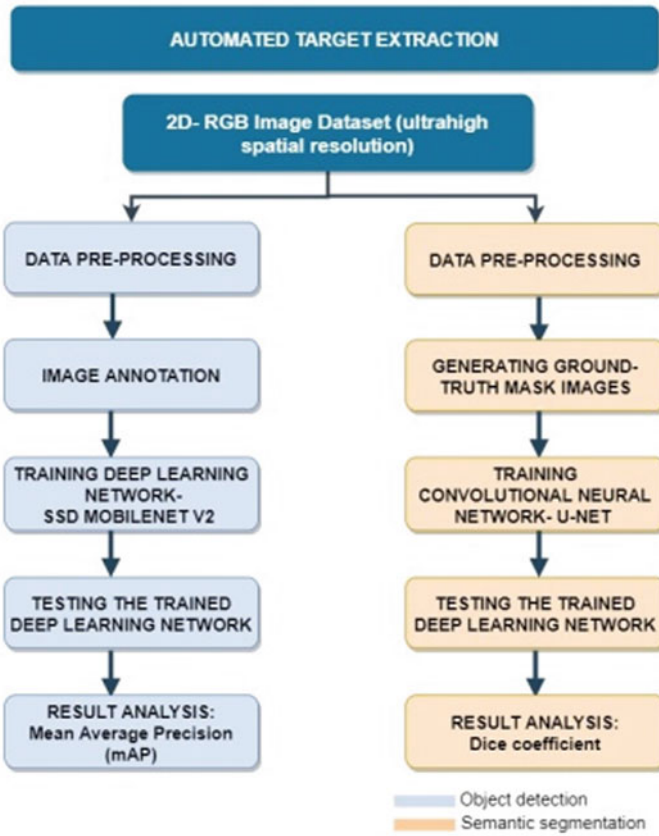 AUTOMATED TARGET EXTRACTION
2D- RGB Image Dataset (ultrahigh
spatial resolution)
DATA PRE-PROCESSING
IMAGE ANNOTATION
TRAINING DEEP LEARNING
NETWORK-
SSD MOBILENET V2
TESTING THE TRAINED
DEEP LEARNING NETWORK
RESULT ANALYSIS:
Mean Average Precision
(mAP)
DATA PRE-PROCESSING
GENERATING GROUND-
TRUTH MASK IMAGES
TRAINING
CONVOLUTIONAL NEURAL
NETWORK- U-NET
TESTING THE TRAINED
DEEP LEARNING NETWORK
RESULT ANALYSIS:
Dice coefficient
Object detection
Semantic segmentation